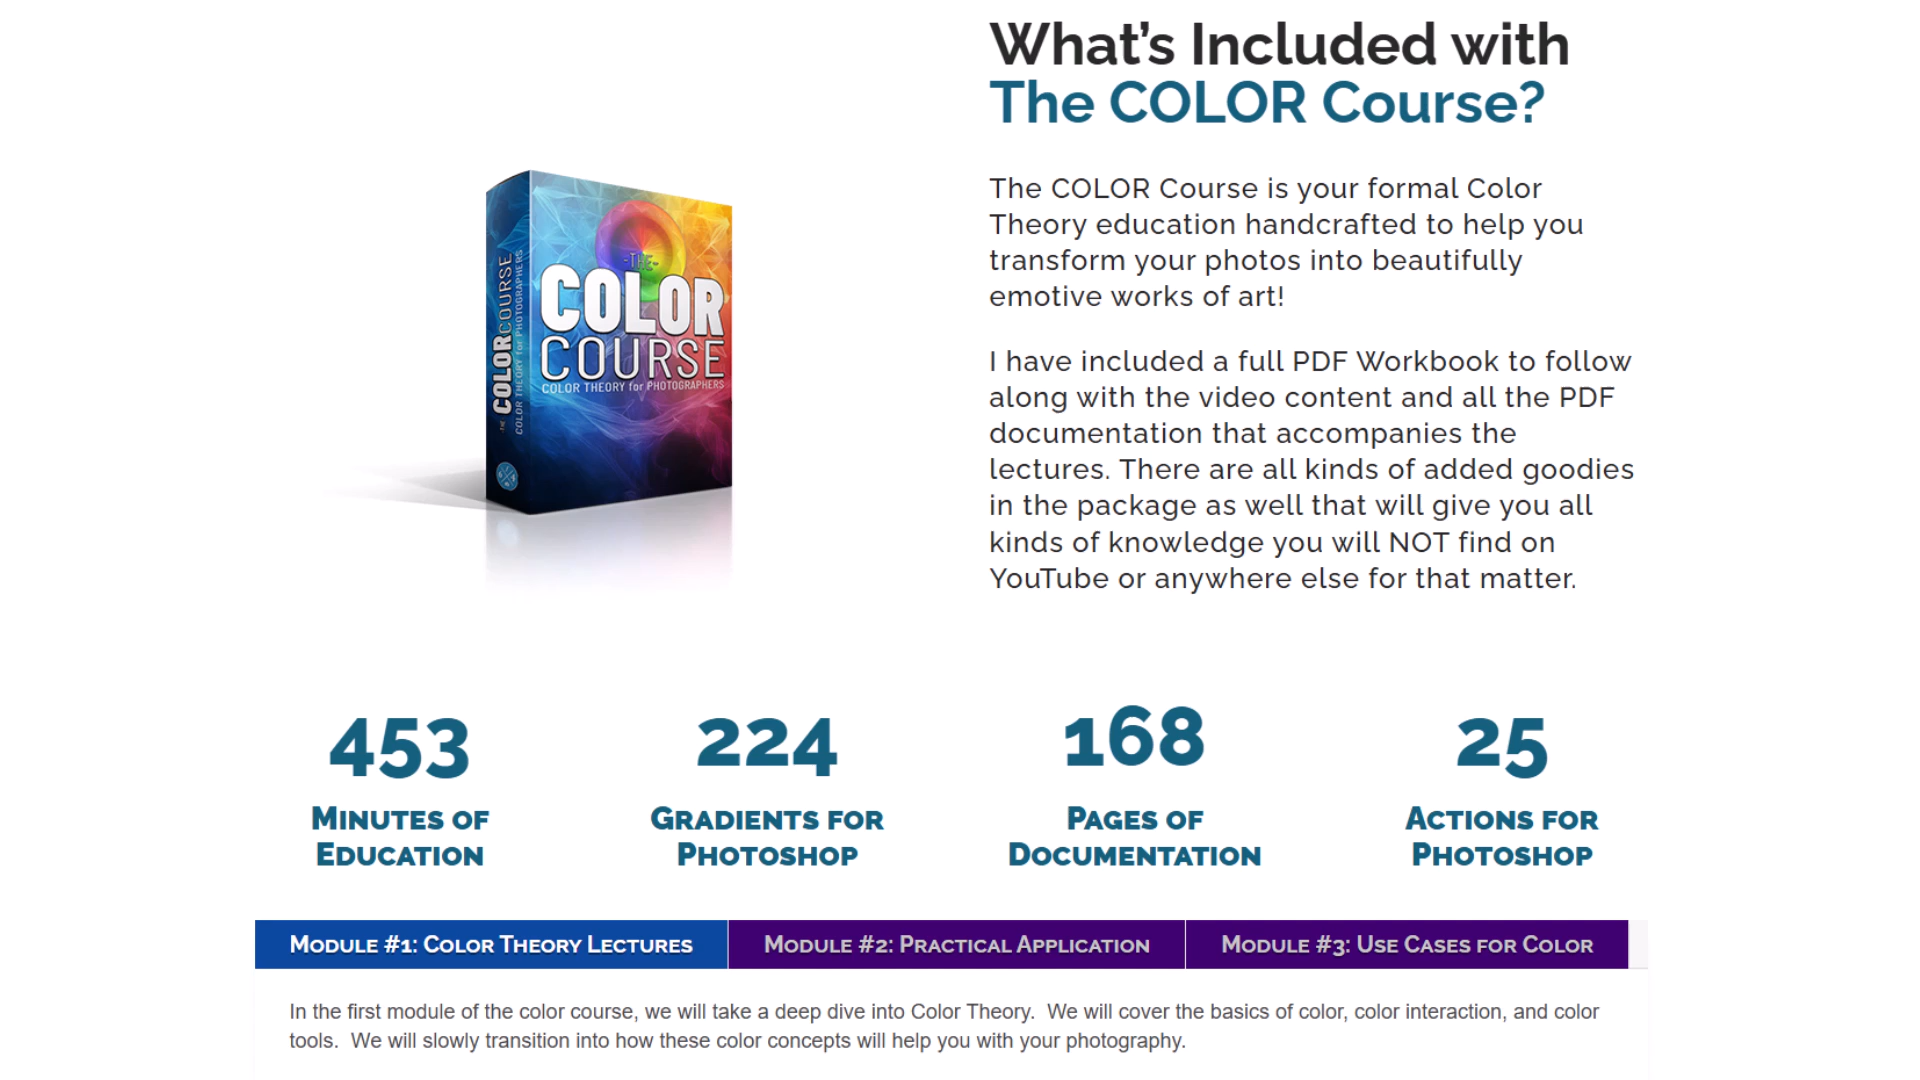 What's Included with
The COLOR Course?
The COLOR Course is your formal Color
Theory education handcrafted to help you
transform your photos into beautifully
emotive works of art!
I have included a full PDF Workbook to follow
along with the video content and all the PDF
documentation that accompanies the
lectures. There are all kinds of added goodies
in the package as well that will give you all
kinds of knowledge you will NOT find on
YouTube or anywhere else for that matter.
-THE-
COLOR
COURSE
COLOR THEORY for PHOTOGRAPHERS
-THE- COLORCOURSE
COLOR THEORY for PHOTOGRAPHERS
453
MINUTES OF
EDUCATION
224
GRADIENTS FOR
PHOTOSHOP
168
PAGES OF
DOCUMENTATION
25
ACTIONS FOR
PHOTOSHOP
MODULE #1: COLOR THEORY LECTURES
MODULE #2: PRACTICAL APPLICATION
MODULE #3: USE CASES FOR COLOR
In the first module of the color course, we will take a deep dive into Color Theory.  We will cover the basics of color, color interaction, and color
tools.  We will slowly transition into how these color concepts will help you with your photography.